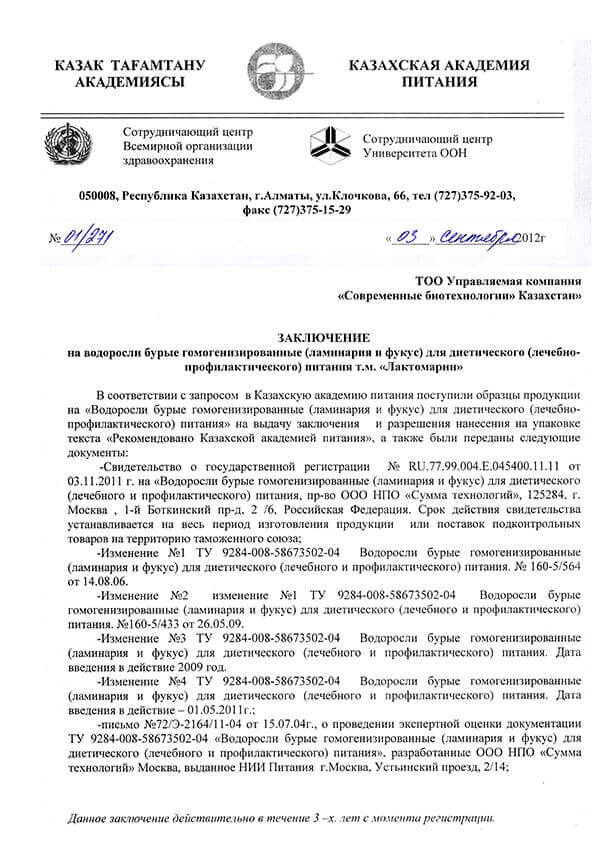 КАЗАК ТАҒАМТАНУ
АКАДЕМИЯСЫ
КАЗАХСКАЯ АКАДЕМИЯ
ПИТАНИЯ
Сотрудничающий центр
Всемирной организации
здравоохранения
Сотрудничающий центр
Университета ООН
050008, Республика Казахстан, г.Алматы, ул.Клочкова, 66, тел (727)375-92-03,
факс (727)375-15-29
№ 01/271
« 03 » сентября 2012г
ТОО Управляемая компания
«Современные биотехнологии» Казахстан»
ЗАКЛЮЧЕНИЕ
на водоросли бурые гомогенизированные (ламинария и фукус) для диетического (лечебно-
профилактического) питания т.м. «Лактомарин»
В соответствии с запросом в Казахскую академию питания поступили образцы продукции
на «Водоросли бурые гомогенизированные (ламинария и фукус) для диетического (лечебно-
профилактического) питания» на выдачу заключения и разрешения нанесения на упаковке
текста «Рекомендовано Казахской академией питания», а также были переданы следующие
документы:
-Свидетельство о государственной регистрации № RU.77.99.004.E.045400.11.11 от
03.11.2011 г. на «Водоросли бурые гомогенизированные (ламинария и фукус) для диетического
(лечебного и профилактического) питания, пр-во ООО НПО «Сумма технологий», 125284, г.
Москва , 1-й Боткинский пр-д, 2 /6, Российская Федерация. Срок действия свидетельства
устанавливается на весь период изготовления продукции или поставок подконтрольных
товаров на территорию таможенного союза;
-Изменение №1 ТУ 9284-008-58673502-04 Водоросли бурые гомогенизированные
(ламинария и фукус) для диетического (лечебного и профилактического) питания. № 160-5/564
от 14.08.06.
-Изменение №2 изменение №1 ТУ 9284-008-58673502-04 Водоросли бурые
гомогенизированные (ламинария и фукус) для диетического (лечебного и профилактического)
питания. №160-5/433 от 26.05.09.
-Изменение №3 ТУ 9284-008-58673502-04 Водоросли бурые гомогенизированные
(ламинария и фукус) для диетического (лечебного и профилактического) питания. Дата
введения в действие 2009 год.
-Изменение №4 ТУ 9284-008-58673502-04 Водоросли бурые гомогенизированные
(ламинария и фукус) для диетического (лечебного и профилактического) питания. Дата
введения в действие – 01.05.2011г.;
-письмо №72/Э-2164/11-04 от 15.07.04г., о проведении экспертной оценки документации
ТУ 9284-008-58673502-04 «Водоросли бурые гомогенизированные (ламинария и фукус) для
диетического (лечебного и профилактического) питания». разработанные ООО НПО «Сумма
технологий» Москва, выданное НИИ Питания г.Москва, Устьинский проезд, 2/14;
Данное заключение действительно в течение 3 –х. лет с момента регистрации.